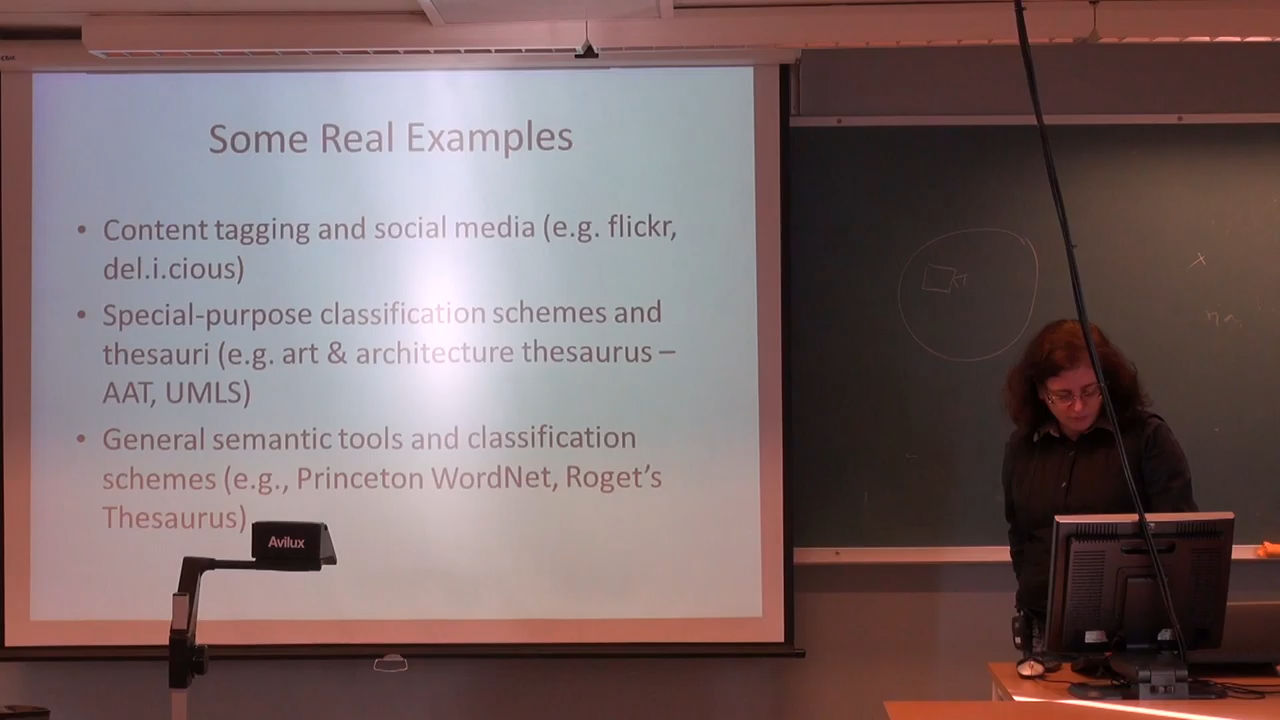 Some Real Examples
• Content tagging and social media (e.g. flickr,
del.i.cious)
• Special-purpose classification schemes and
thesauri (e.g. art & architecture thesaurus –
AAT, UMLS)
• General semantic tools and classification
schemes (e.g., Princeton WordNet, Roget's
Thesaurus)
Avilux